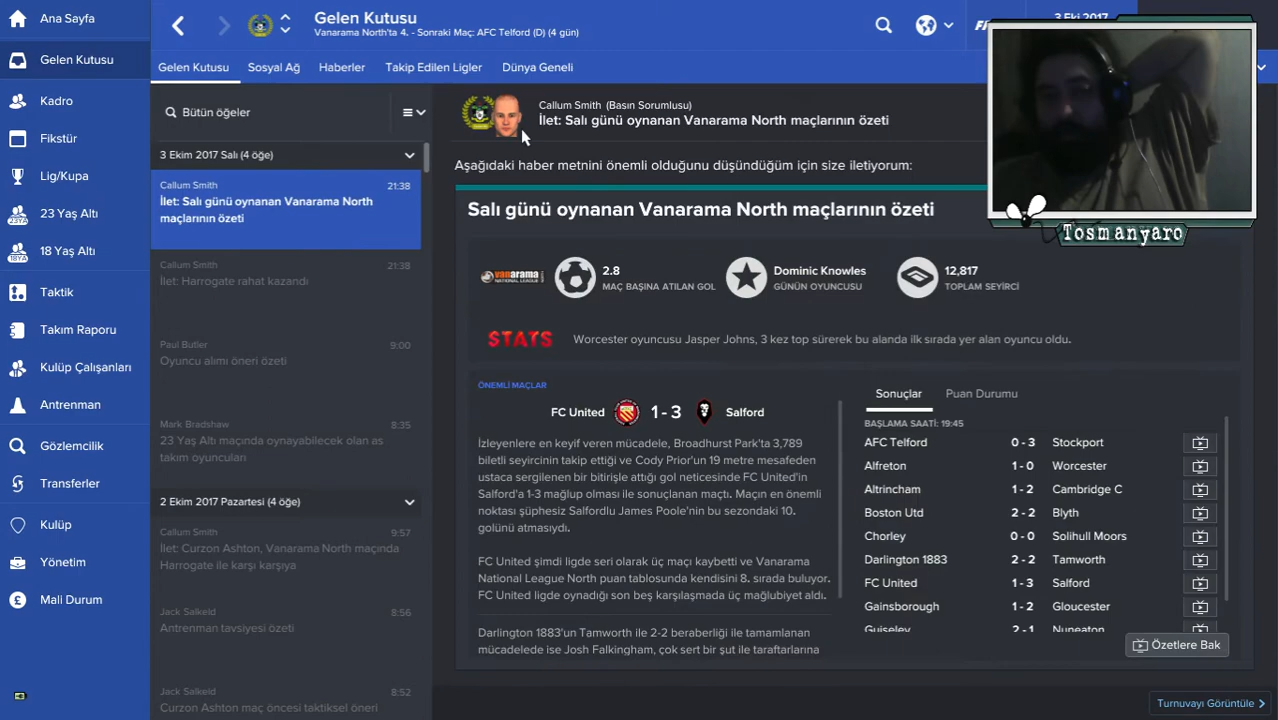 Ana Sayfa
Gelen Kutusu
Kadro
Fikstür
Lig/Kupa
23YA
23 Yaş Altı
18YA
18 Yaş Altı
Taktik
Takım Raporu
Kulüp Çalışanları
Antrenman
Gözlemcilik
Transferler
Kulüp
Yönetim
Mali Durum
Gelen Kutusu
Vanarama North'ta 4. - Sonraki Maç: AFC Telford (D) (4 gün)
3 Eki 2017
Gelen Kutusu
Sosyal Ağ
Haberler
Takip Edilen Ligler
Dünya Geneli
Bütün öğeler
3 Ekim 2017 Salı (4 öğe)
Callum Smith 21:38
İlet: Salı günü oynanan Vanarama North
maçlarının özeti
Callum Smith 21:38
İlet: Harrogate rahat kazandı
Paul Butler 9:00
Oyuncu alımı öneri özeti
Mark Bradshaw 8:35
23 Yaş Altı maçında oynayabilecek olan as
takım oyuncuları
2 Ekim 2017 Pazartesi (4 öğe)
Callum Smith 9:57
İlet: Curzon Ashton, Vanarama North maçında
Harrogate ile karşı karşıya
Jack Salkeld 8:56
Antrenman tavsiyesi özeti
Jack Salkeld 8:52
Curzon Ashton maç öncesi taktiksel öneri
Callum Smith (Basın Sorumlusu)
İlet: Salı günü oynanan Vanarama North maçlarının özeti
Aşağıdaki haber metnini önemli olduğunu düşündüğüm için size iletiyorum:
Salı günü oynanan Vanarama North maçlarının özeti
vanarama
NATIONAL LEAGUE
2.8
MAÇ BAŞINA ATILAN GOL
Dominic Knowles
GÜNÜN OYUNCUSU
12,817
TOPLAM SEYİRCİ
STATS
Worcester oyuncusu Jasper Johns, 3 kez top sürerek bu alanda ilk sırada yer alan oyuncu oldu.
ÖNEMLİ MAÇLAR
FC United 1 - 3 Salford
İzleyenlere en keyif veren mücadele, Broadhurst Park'ta 3,789
biletli seyircinin takip ettiği ve Cody Prior'un 19 metre mesafeden
ustaca sergilenen bir bitirişle attığı gol neticesinde FC United'in
Salford'a 1-3 mağlup olması ile sonuçlanan maçtı. Maçın en önemli
noktası şüphesiz Salfordlu James Poole'nin bu sezondaki 10.
golünü atmasıydı.
FC United şimdi ligde seri olarak üç maçı kaybetti ve Vanarama
National League North puan tablosunda kendisini 8. sırada buluyor.
FC United ligde oynadığı son beş karşılaşmada üç mağlubiyet aldı.
Darlington 1883'un Tamworth ile 2-2 beraberliği ile tamamlanan
mücadelede ise Josh Falkingham, çok sert bir şut ile taraftarlarına
Sonuçlar
Puan Durumu
BAŞLAMA SAATİ: 19:45
AFC Telford 0 - 3 Stockport
Alfreton 1 - 0 Worcester
Altrincham 1 - 2 Cambridge C
Boston Utd 2 - 2 Blyth
Chorley 0 - 0 Solihull Moors
Darlington 1883 2 - 2 Tamworth
FC United 1 - 3 Salford
Gainsborough 1 - 2 Gloucester
Guiseley 2 - 1 Nuneaton
Özetlere Bak
Turnuvayı Görüntüle
Tosmanyaro